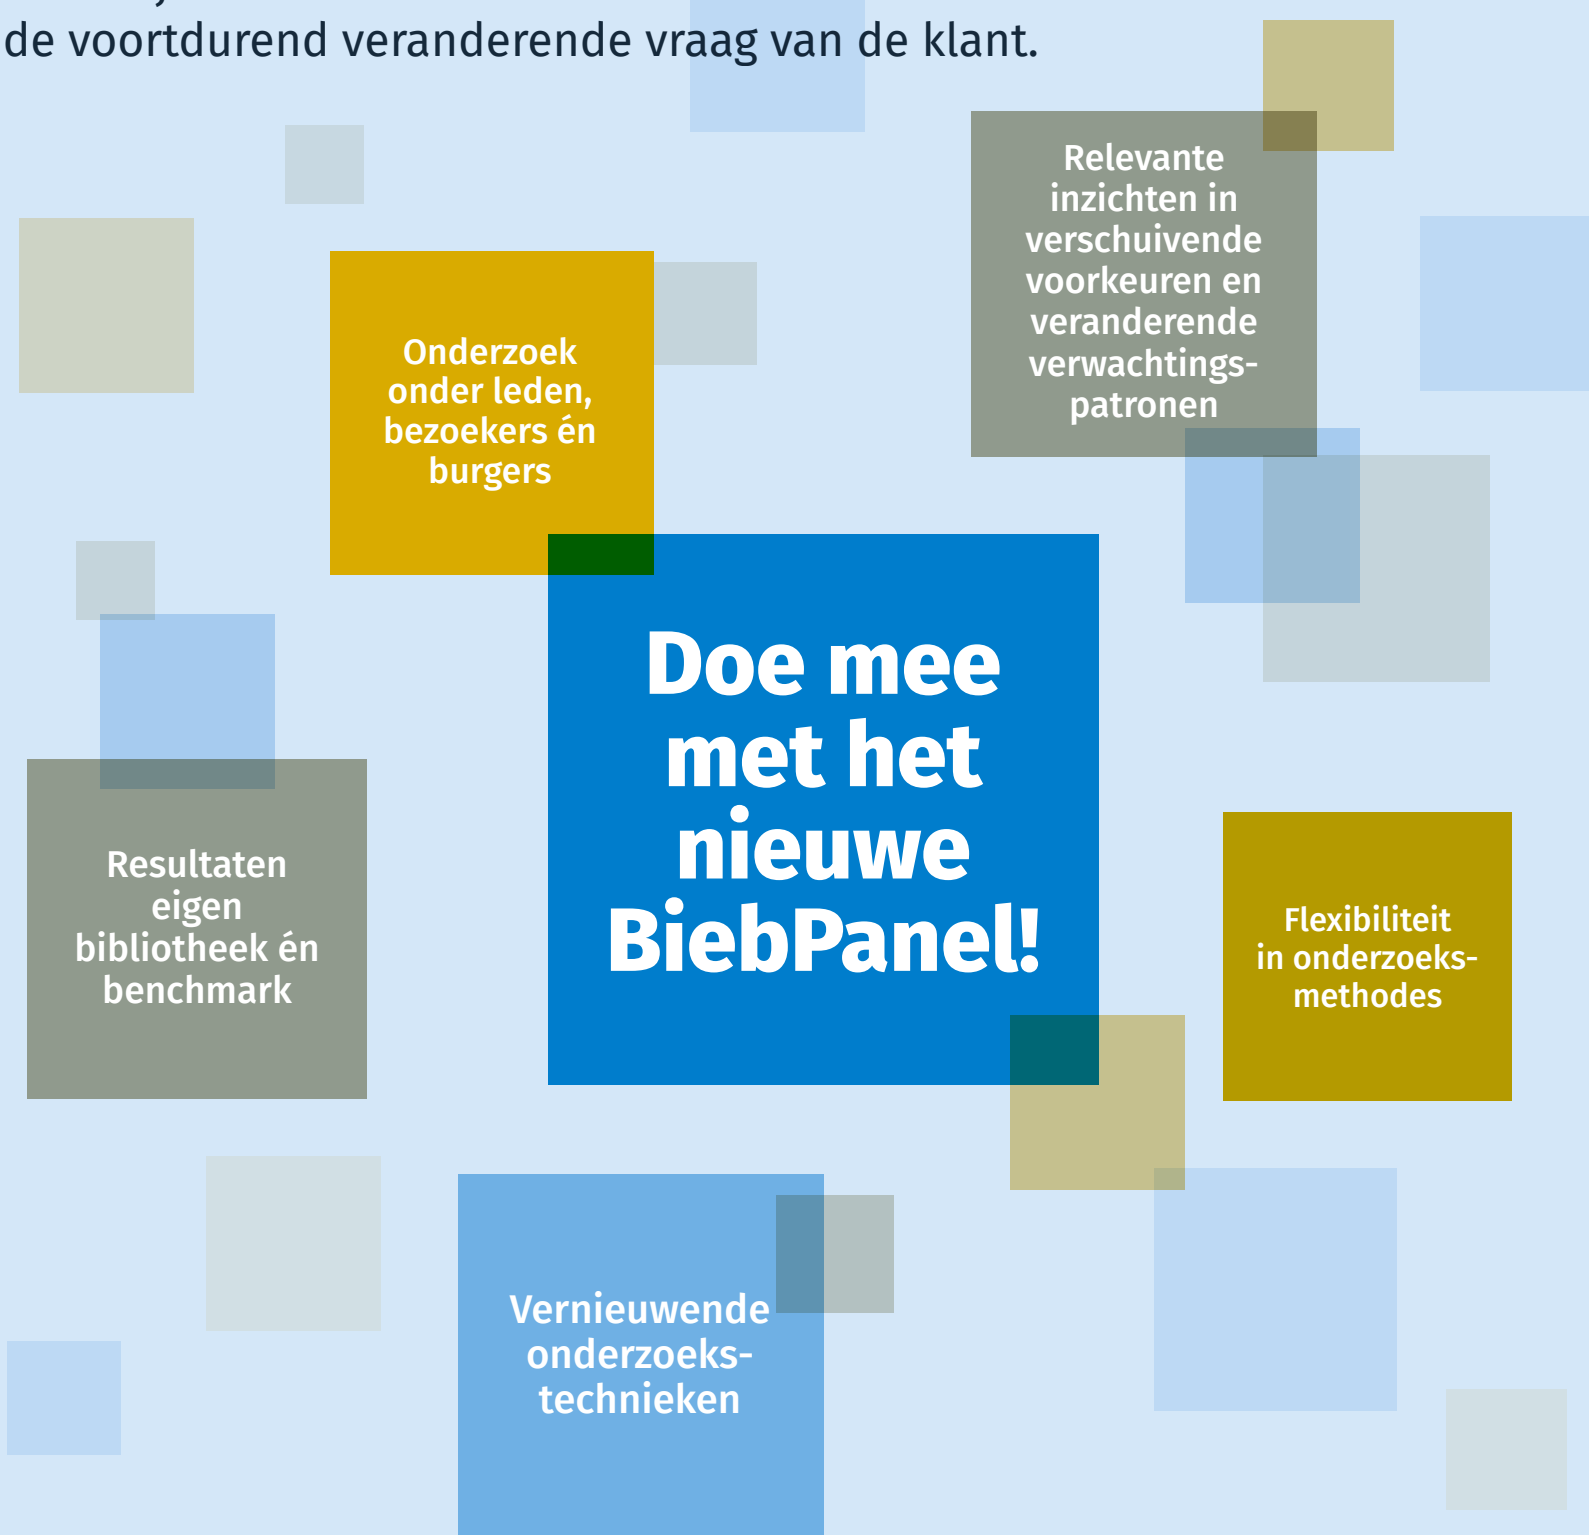 de voortdurend veranderende vraag van de klant.
Relevante
inzichten in
verschuivende
voorkeuren en
veranderende
verwachtings-
patronen
Onderzoek
onder leden,
bezoekers én
burgers
Doe mee
met het
nieuwe
BiebPanel!
Resultaten
eigen
bibliotheek én
benchmark
Flexibiliteit
in onderzoeks-
methodes
Vernieuwende
onderzoeks-
technieken